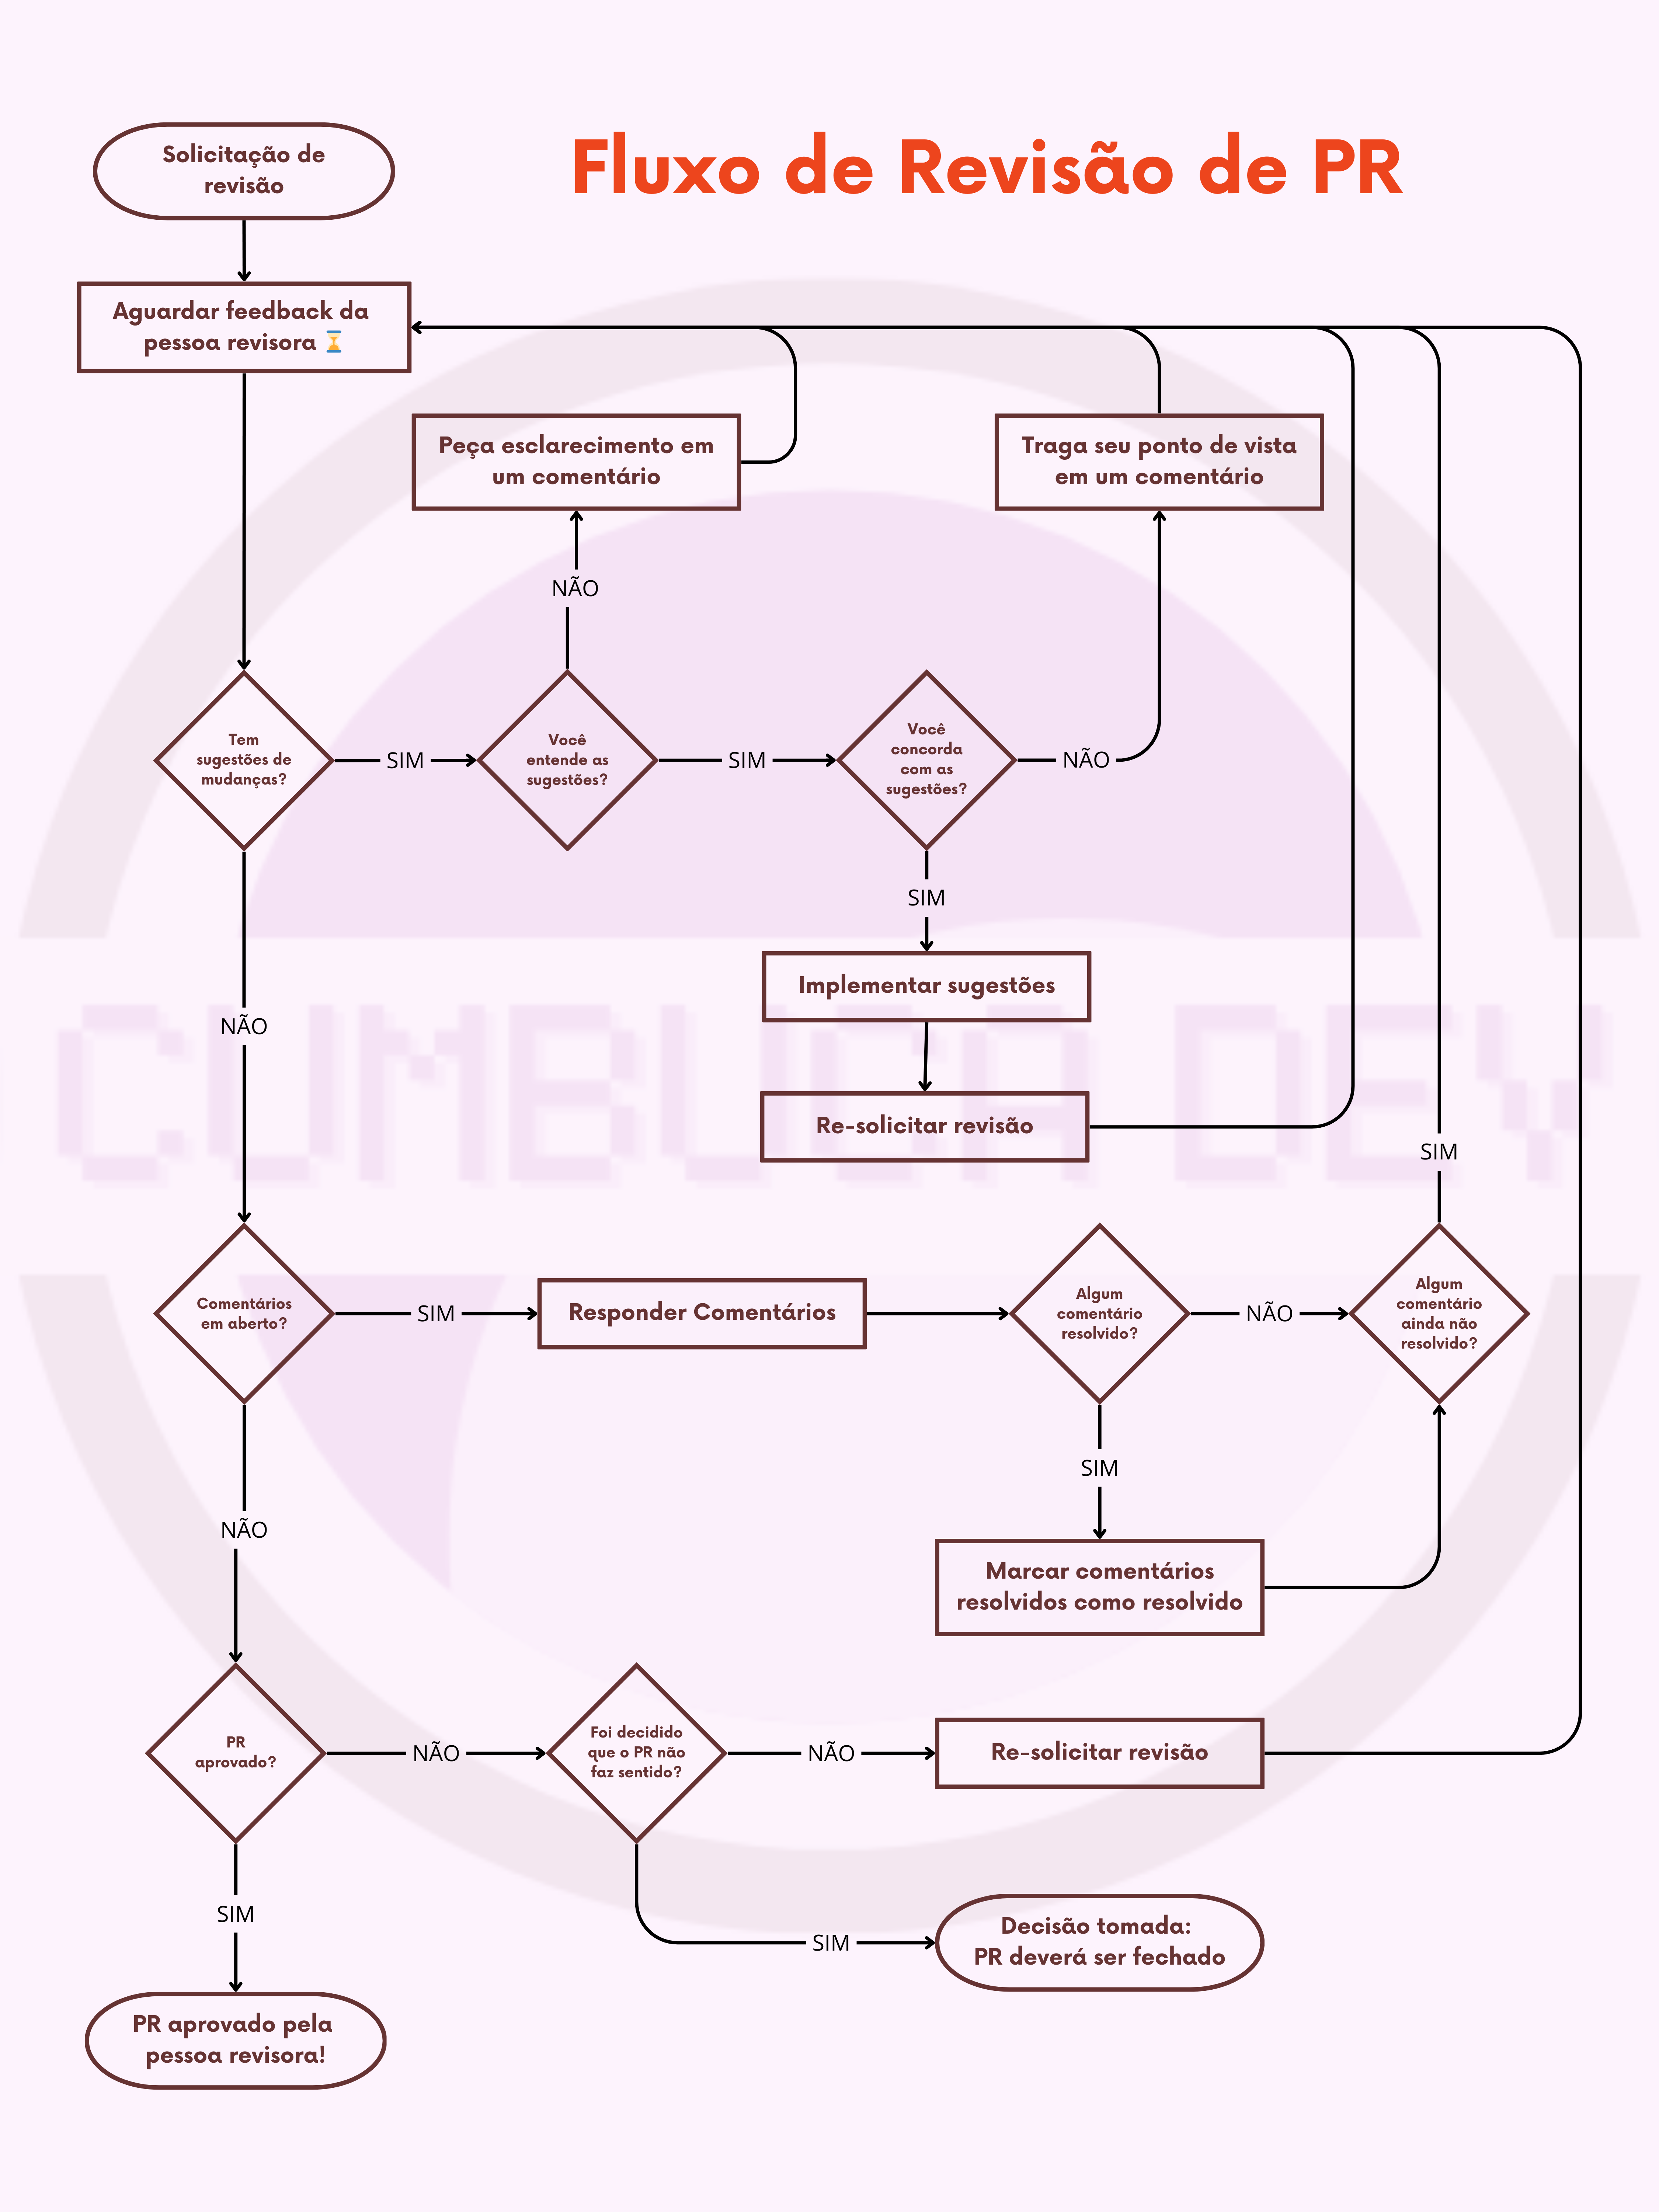 Solicitação de
revisão
Fluxo de Revisão de PR
Aguardar feedback da
pessoa revisora ⏳
Peça esclarecimento em
um comentário
Traga seu ponto de vista
em um comentário
NÃO
Tem
sugestões de
mudanças?
SIM
Você
entende as
sugestões?
SIM
Você
concorda
com as
sugestões?
NÃO
SIM
Implementar sugestões
NÃO
CUMBUCA DEV
Re-solicitar revisão
SIM
Comentários
em aberto?
SIM
Responder Comentários
Algum
comentário
resolvido?
NÃO
Algum
comentário
ainda não
resolvido?
SIM
NÃO
Marcar comentários
resolvidos como resolvido
PR
aprovado?
NÃO
Foi decidido
que o PR não
faz sentido?
NÃO
Re-solicitar revisão
SIM
SIM
Decisão tomada:
PR deverá ser fechado
PR aprovado pela
pessoa revisora!